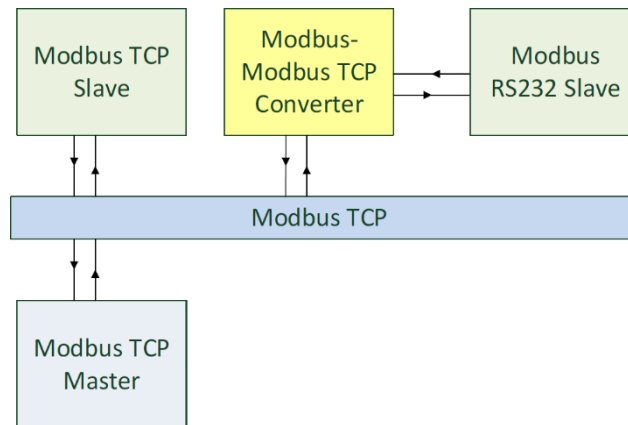 Modbus TCP
Slave
Modbus-
Modbus TCP
Converter
Modbus
RS232 Slave
Modbus TCP
Modbus TCP
Master